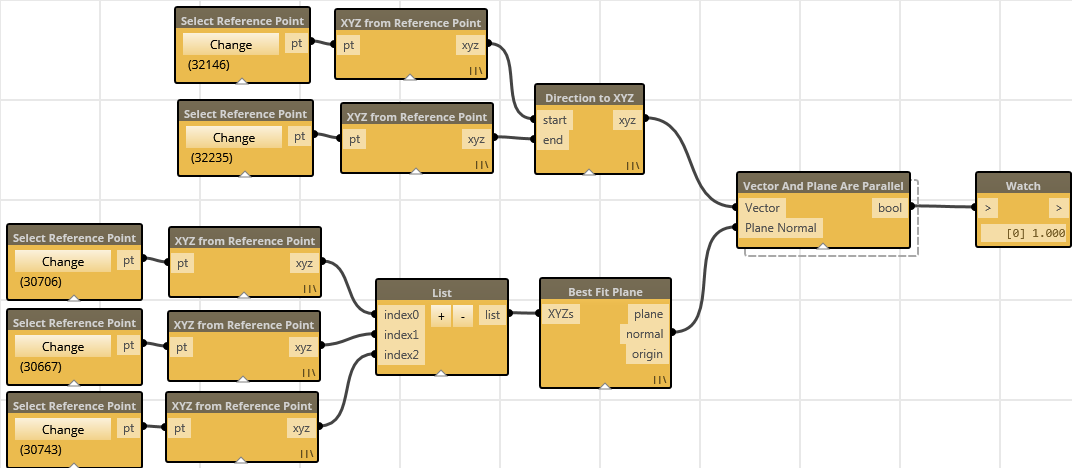 Select Reference Point
Change
pt
(32146)
XYZ from Reference Point
pt
xyz
Select Reference Point
Change
pt
(32235)
XYZ from Reference Point
pt
xyz
Direction to XYZ
start
xyz
end
Vector And Plane Are Parallel
Vector
bool
Plane Normal
Watch
>
>
[0] 1.000
Select Reference Point
Change
pt
(30706)
XYZ from Reference Point
pt
xyz
Select Reference Point
Change
pt
(30667)
XYZ from Reference Point
pt
xyz
Select Reference Point
Change
pt
(30743)
XYZ from Reference Point
pt
xyz
List
index0
+
-
list
index1
index2
Best Fit Plane
XYZs
plane
normal
origin